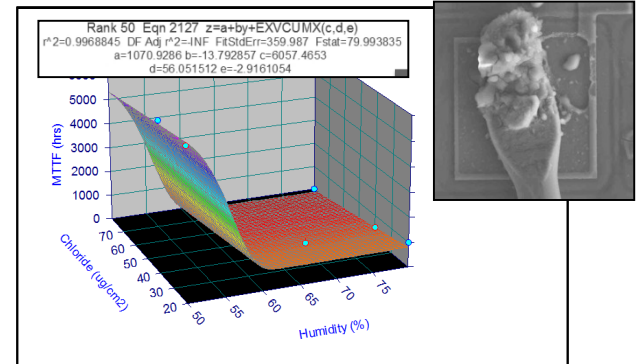 Rank 50 Eqn 2127 z=a+by+EXVCUMX(c,d,e)
r^2=0.9968845 DF Adj r^2=-INF FitStdErr=359.987 Fstat=79.993835
a=1070.9286 b=-13.792857 c=6057.4653
d=56.051512 e=-2.9161054
5000
4000
3000
2000
1000
0
MTTF (hrs)
70
60
50
40
30
20
Chloride (ug/cm2)
50
55
60
65
70
75
Humidity (%)